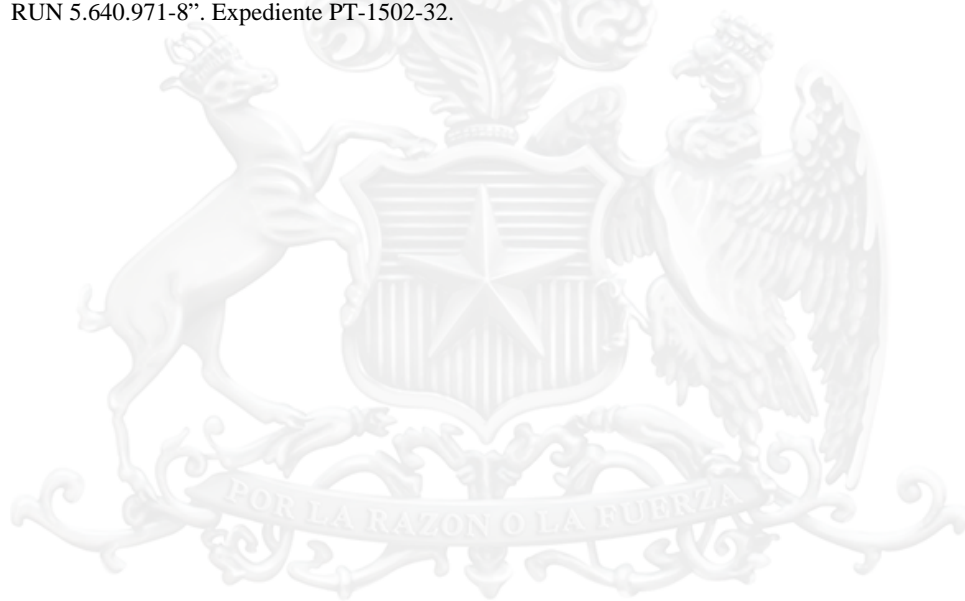 RUN 5.640.971-8”. Expediente PT-1502-32.
POR LA RAZON O LA FUERZA